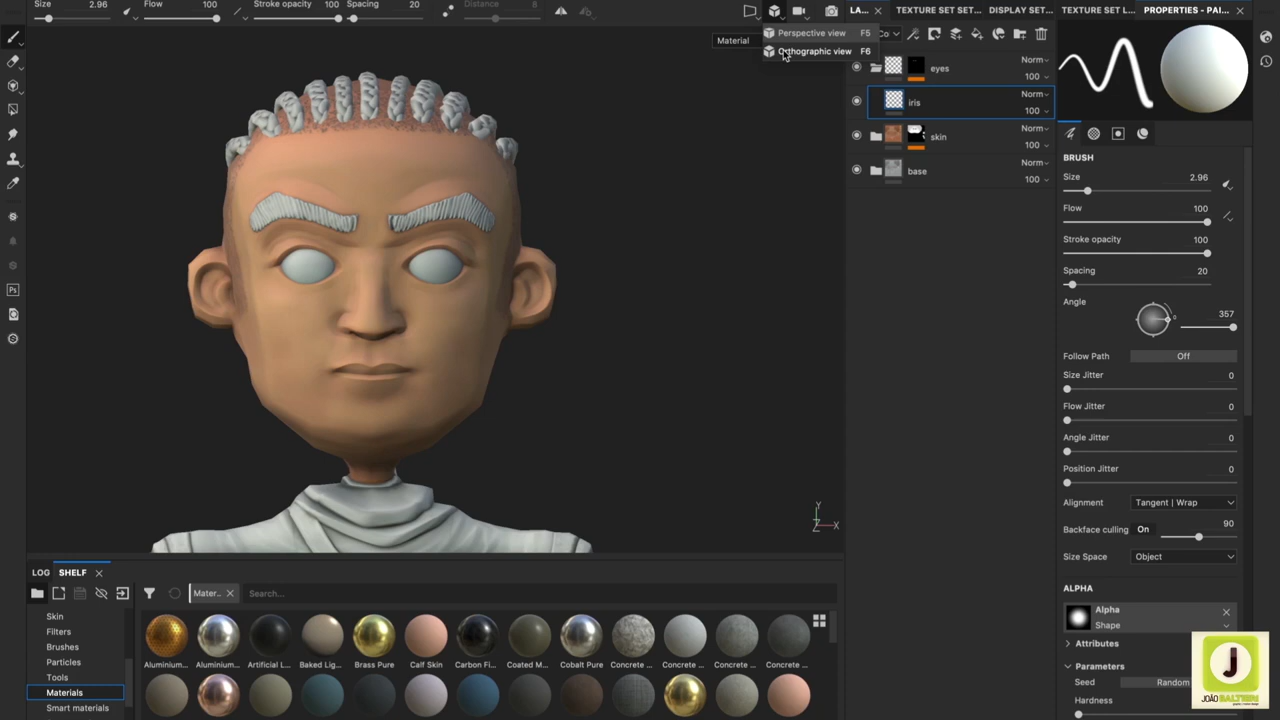 Size 2.96 Flow 100 Stroke opacity 100 Spacing 20 Distance 8
LA... TEXTURE SET SET... DISPLAY SET... TEXTURE SET L... PROPERTIES - PAI...
Material
Perspective view F5
Orthographic view F6
Co
eyes Norm 100
iris Norm 100
skin Norm 100
base Norm 100
BRUSH
Size 2.96
Flow 100
Stroke opacity 100
Spacing 20
Angle 357
Follow Path Off
Size Jitter 0
Flow Jitter 0
Angle Jitter 0
Position Jitter 0
Alignment Tangent | Wrap
Backface culling On 90
Size Space Object
ALPHA
Alpha
Shape
Attributes
Parameters
Seed Random
Hardness
Y
Z X
Ps
LOG SHELF
Mater.. Search...
Skin
Filters
Brushes
Particles
Tools
Materials
Smart materials
Aluminium... Aluminium... Artificial L... Baked Lig... Brass Pure Calf Skin Carbon Fi... Coated M... Cobalt Pure Concrete ... Concrete ... Concrete ... Concrete ...
J
JOÃO BALTIERI